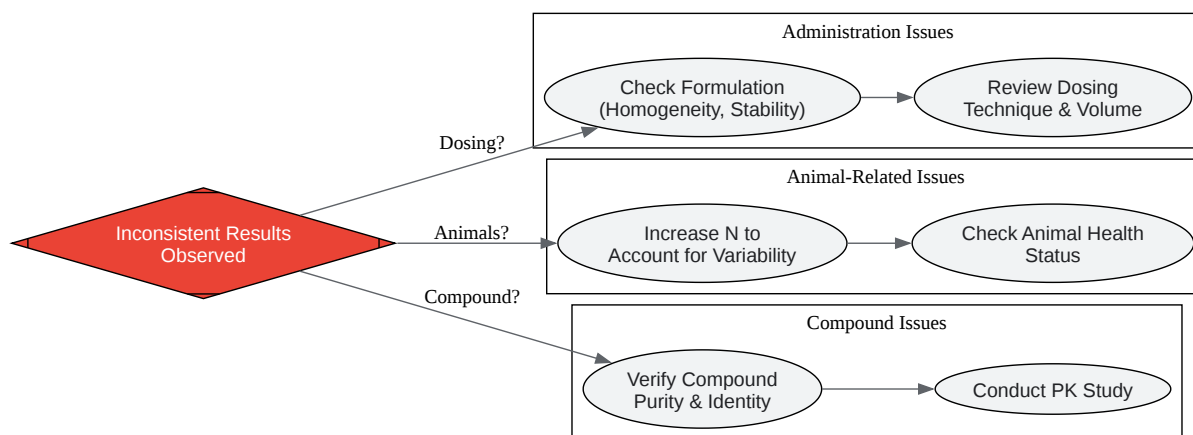 Administration Issues
Check Formulation
(Homogeneity, Stability)
Review Dosing
Technique & Volume
Dosing?
Animal-Related Issues
Inconsistent Results
Observed
Animals?
Increase N to
Account for Variability
Check Animal Health
Status
Compound?
Compound Issues
Verify Compound
Purity & Identity
Conduct PK Study